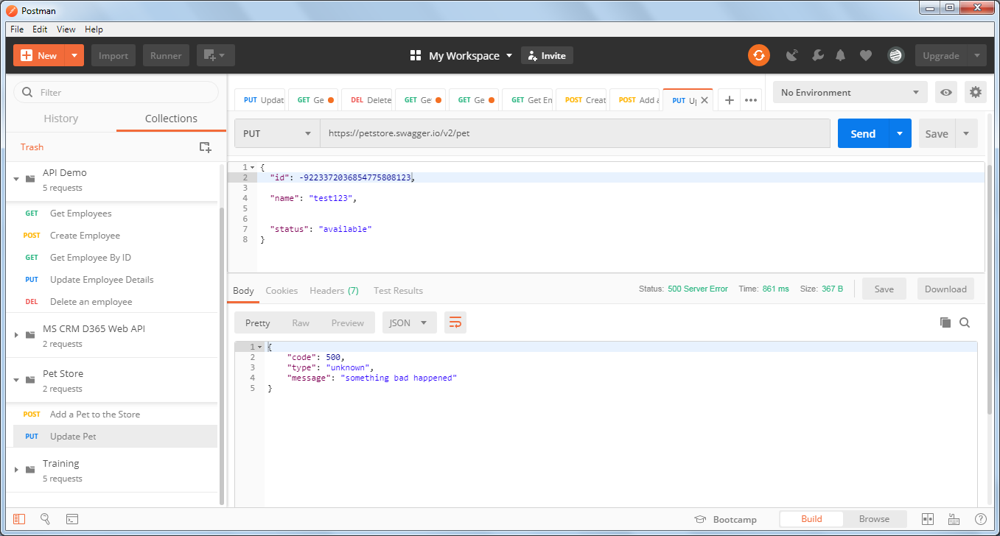 Postman
File Edit View Help
New Import Runner My Workspace Invite Upgrade
Filter
History Collections
Trash
API Demo
5 requests
GET Get Employees
POST Create Employee
GET Get Employee By ID
PUT Update Employee Details
DEL Delete an employee
MS CRM D365 Web API
2 requests
Pet Store
2 requests
POST Add a Pet to the Store
PUT Update Pet
Training
5 requests
PUT Updat GET Ge DEL Delete GET Ge GET Ge GET Get En POST Creat POST Add a PUT Up No Environment
PUT https://petstore.swagger.io/v2/pet Send Save
1 {
2 "id": -9223372036854775808123,
3
4 "name": "test123",
5
6
7 "status": "available"
8 }
Body Cookies Headers (7) Test Results Status: 500 Server Error Time: 861 ms Size: 367 B Save Download
Pretty Raw Preview JSON
1 {
2 "code": 500,
3 "type": "unknown",
4 "message": "something bad happened"
5 }
Bootcamp Build Browse